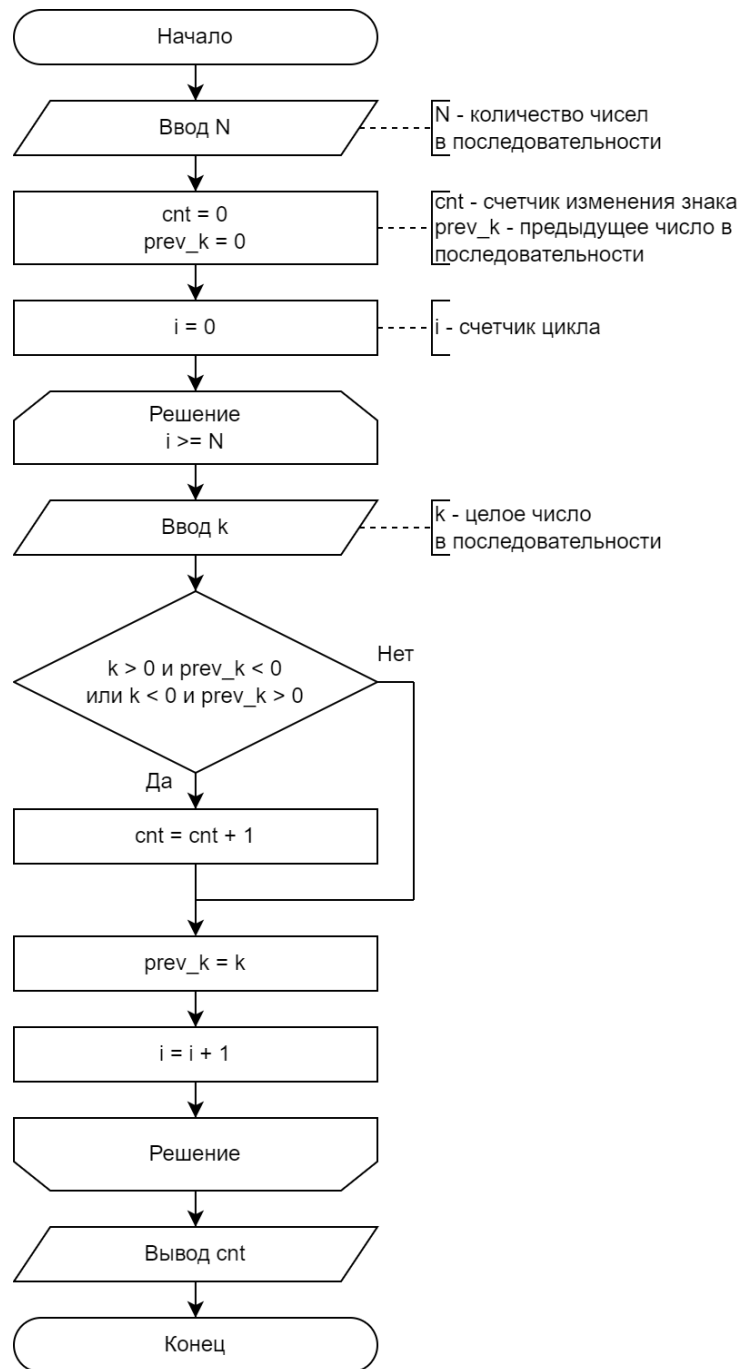 Начало
Ввод N
N - количество чисел
в последовательности
cnt = 0
prev_k = 0
cnt - счетчик изменения знака
prev_k - предыдущее число в
последовательности
i = 0
i - счетчик цикла
Решение
i >= N
Ввод k
k - целое число
в последовательности
k > 0 и prev_k < 0
или k < 0 и prev_k > 0
Нет
Да
cnt = cnt + 1
prev_k = k
i = i + 1
Решение
Вывод cnt
Конец